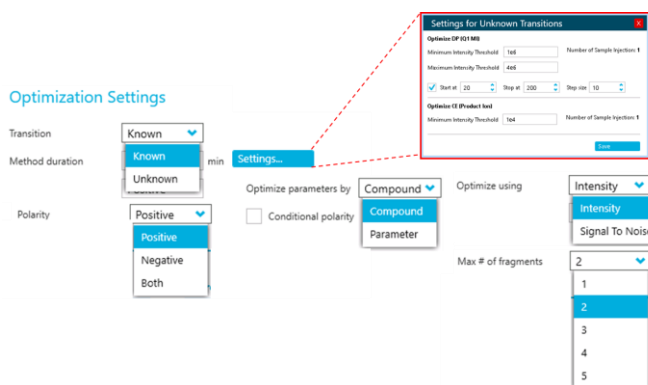 Settings for Unknown Transitions
X
Optimize DP (Q1 MI)
Minimum Intensity Threshold 1e6 Number of Sample Injection: 1
Maximum Intensity Threshold 4e6
Start at 20 Stop at 200 Step size 10
Optimize CE (Product Ion)
Minimum Intensity Threshold 1e4 Number of Sample Injection: 1
Save
Optimization Settings
Transition Known
Method duration min Settings...
Known
Unknown
Optimize parameters by Compound
Optimize using Intensity
Polarity Positive
Conditional polarity
Compound
Parameter
Intensity
Signal To Noise
Positive
Negative
Both
Max # of fragments 2
1
2
3
4
5